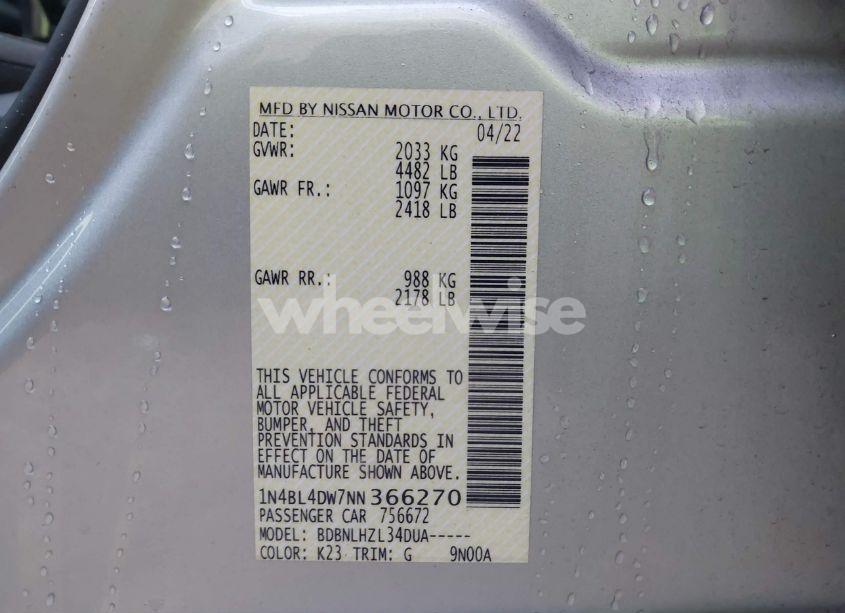 MFD BY NISSAN MOTOR CO., LTD.
DATE: 04/22
GVWR: 2033 KG
4482 LB
GAWR FR.: 1097 KG
2418 LB
GAWR RR.: 988 KG
2178 LB
wheelwise
THIS VEHICLE CONFORMS TO
ALL APPLICABLE FEDERAL
MOTOR VEHICLE SAFETY,
BUMPER, AND THEFT
PREVENTION STANDARDS IN
EFFECT ON THE DATE OF
MANUFACTURE SHOWN ABOVE.
1N4BL4DW7NN366270
PASSENGER CAR 756672
MODEL: BDBNLHZL34DUA-----
COLOR: K23 TRIM: G 9N00A